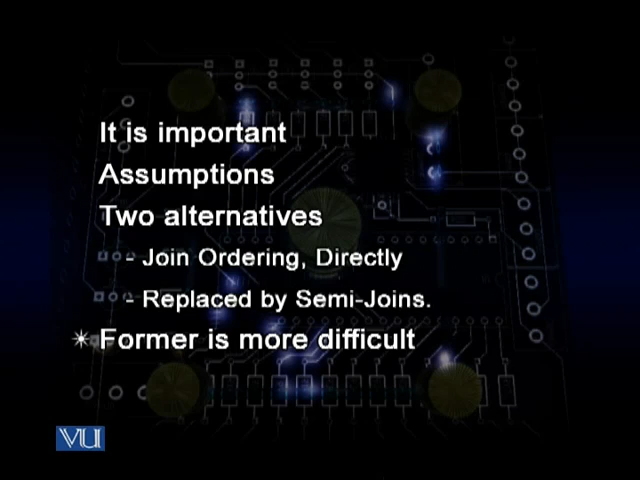 It is important
Assumptions
Two alternatives
- Join Ordering, Directly
- Replaced by Semi-Joins.
Former is more difficult
VU